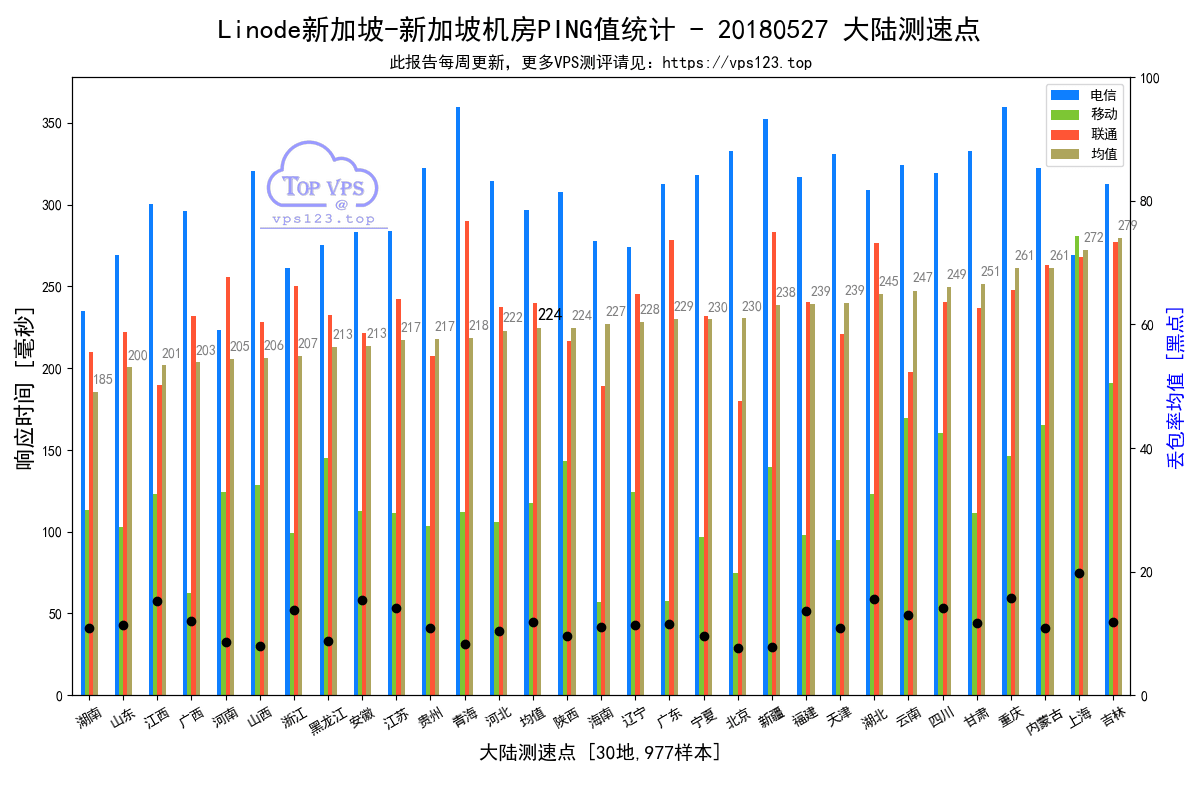 Linode新加坡-新加坡机房PING值统计 - 20180527 大陆测速点
此报告每周更新，更多VPS测评请见：https://vps123.top
电信
移动
联通
均值
TOP VPS
@
vps123.top
响应时间 [毫秒]
350
300
250
200
150
100
50
0
185 200 201 203 205 206 207 213 213 217 217 218 222 224 224 227 228 229 230 230 238 239 239 245 247 249 251 261 261 272 279
100
80
60
40
20
0
丢包率均值 [黑点]
湖南 山东 江西 广西 河南 山西 浙江 黑龙江 安徽 江苏 贵州 青海 河北 均值 陕西 海南 辽宁 广东 宁夏 北京 新疆 福建 天津 湖北 云南 四川 甘肃 重庆 内蒙古 上海 吉林
大陆测速点 [30地,977样本]